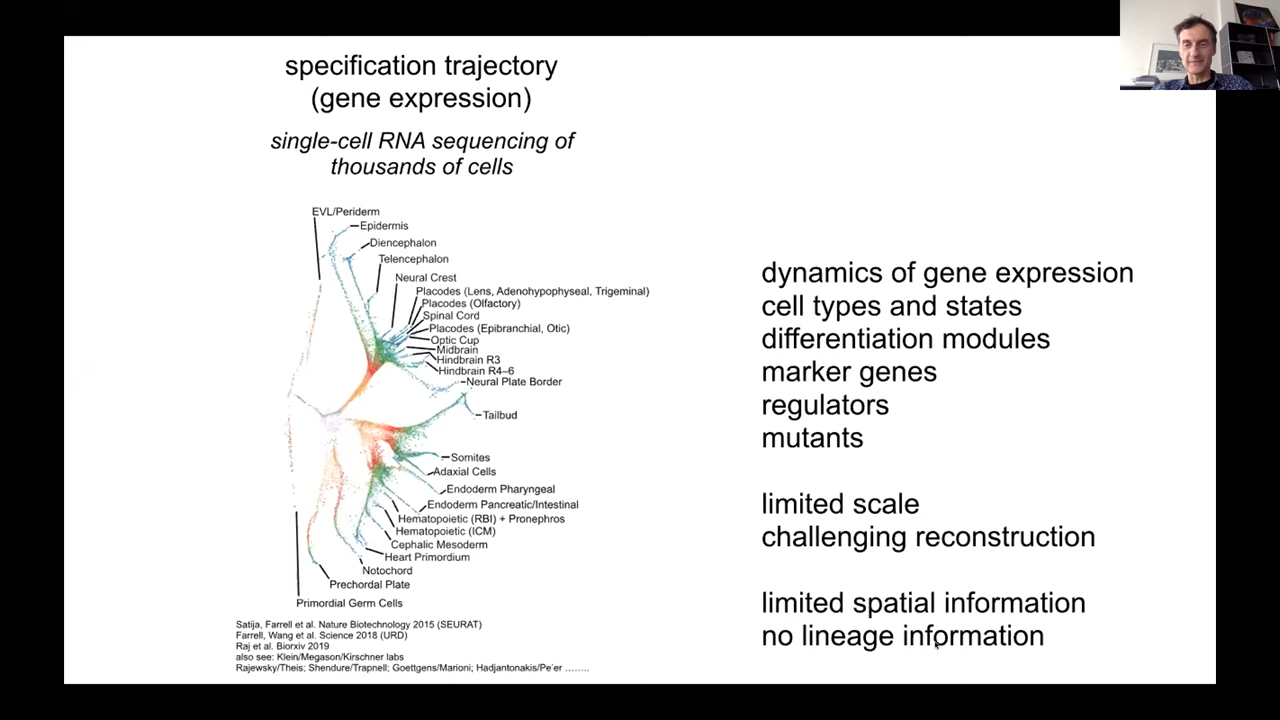 specification trajectory
(gene expression)
single-cell RNA sequencing of
thousands of cells
EVL/Periderm
Epidermis
Diencephalon
Telencephalon
Neural Crest
Placodes (Lens, Adenohypophyseal, Trigeminal)
Placodes (Olfactory)
Spinal Cord
Placodes (Epibranchial, Otic)
Optic Cup
Midbrain
Hindbrain R3
Hindbrain R4–6
Neural Plate Border
Tailbud
Somites
Adaxial Cells
Endoderm Pharyngeal
Endoderm Pancreatic/Intestinal
Hematopoietic (RBI) + Pronephros
Hematopoietic (ICM)
Cephalic Mesoderm
Heart Primordium
Notochord
Prechordal Plate
Primordial Germ Cells
Satija, Farrell et al. Nature Biotechnology 2015 (SEURAT)
Farrell, Wang et al. Science 2018 (URD)
Raj et al. Biorxiv 2019
also see: Klein/Megason/Kirschner labs
Rajewsky/Theis; Shendure/Trapnell; Goettgens/Marioni; Hadjantonakis/Pe´er ……..
dynamics of gene expression
cell types and states
differentiation modules
marker genes
regulators
mutants
limited scale
challenging reconstruction
limited spatial information
no lineage information